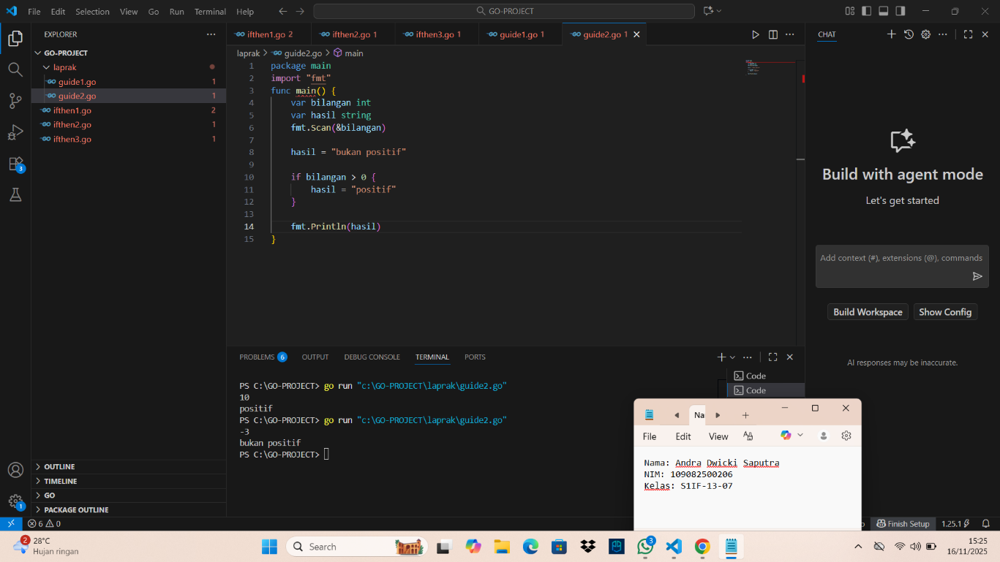 File Edit Selection View Go Run Terminal Help
GO-PROJECT
EXPLORER
GO-PROJECT
laprak
guide1.go 1
guide2.go 1
ifthen1.go 2
ifthen2.go 1
ifthen3.go 1
OUTLINE
TIMELINE
GO
PACKAGE OUTLINE
3
1
ifthen1.go 2
ifthen2.go 1
ifthen3.go 1
guide1.go 1
guide2.go 1
laprak > guide2.go > main
1 package main
2 import "fmt"
3 func main() {
4 var bilangan int
5 var hasil string
6 fmt.Scan(&bilangan)
7
8 hasil = "bukan positif"
9
10 if bilangan > 0 {
11 hasil = "positif"
12 }
13
14 fmt.Println(hasil)
15 }
PROBLEMS 6 OUTPUT DEBUG CONSOLE TERMINAL PORTS
PS C:\GO-PROJECT> go run "c:\GO-PROJECT\laprak\guide2.go"
10
positif
PS C:\GO-PROJECT> go run "c:\GO-PROJECT\laprak\guide2.go"
-3
bukan positif
PS C:\GO-PROJECT>
Code
Code
CHAT
Build with agent mode
Let's get started
Add context (#), extensions (@), commands
Build Workspace Show Config
AI responses may be inaccurate.
File Edit View
Nama: Andra Dwicki Saputra
NIM: 109082500206
Kelas: S1IF-13-07
6 0
Finish Setup 1.25.1
2
28°C
Hujan ringan
Search
3
15:25
16/11/2025